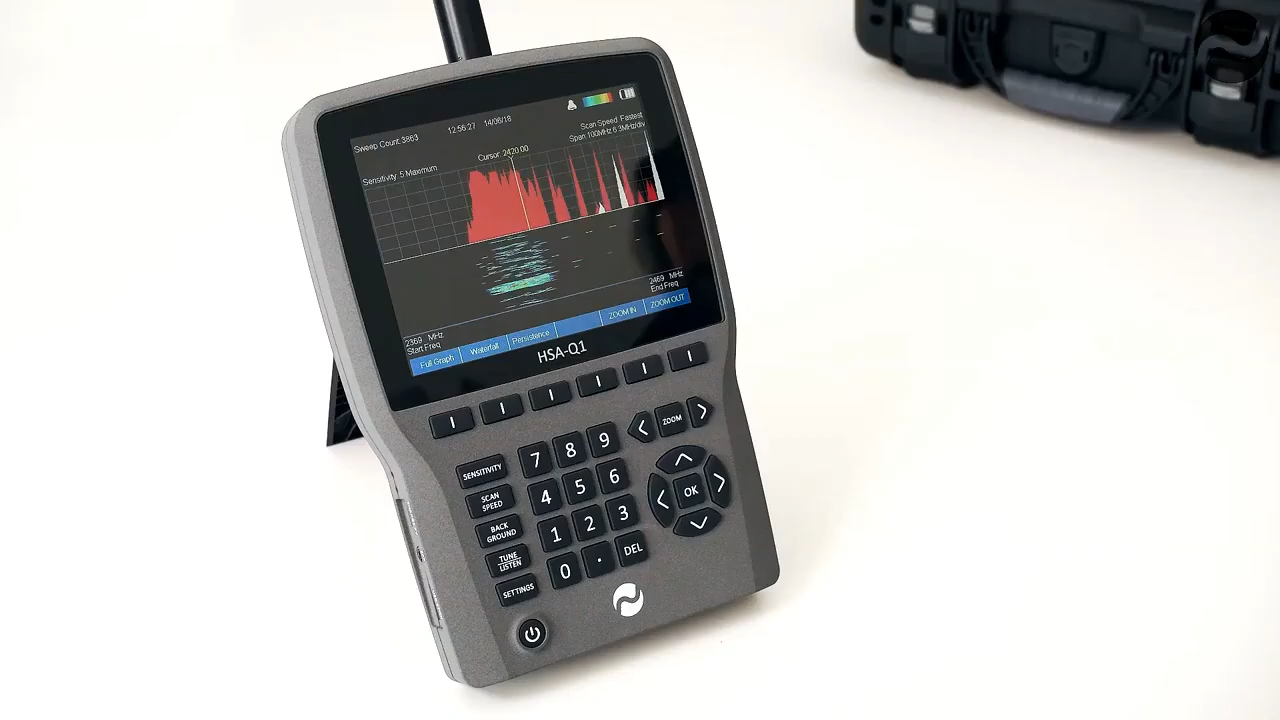 12:56:27 14/06/18
Sweep Count:3863
Scan Speed Fastest
Span 100MHz 6.3MHz/div
Cursor: 2420.00
Sensitivity: 5 Maximum
2469 MHz
End Freq
2369 MHz
Start Freq
Full Graph Waterfall Persistence ZOOM IN ZOOM OUT
HSA-Q1
SENSITIVITY 7 8 9 ZOOM
SCAN
SPEED
4 5 6 OK
BACK
GROUND
1 2 3
TUNE
LISTEN
0 . DEL
SETTINGS